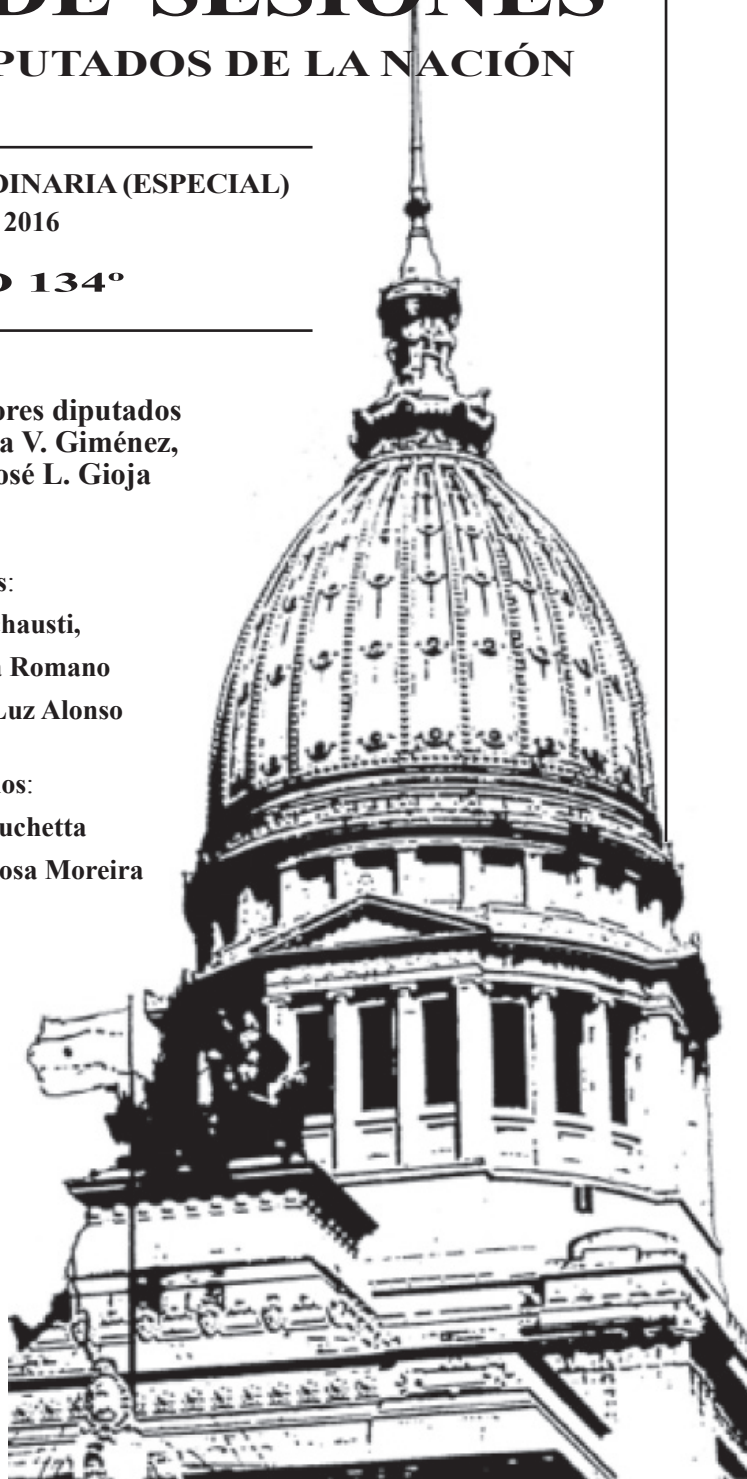 DE SESIONES
PUTADOS DE LA NACIÓN
DINARIA (ESPECIAL)
2016
O 134º
ores diputados
a V. Giménez,
osé L. Gioja
s:
hausti,
a Romano
Luz Alonso
os:
uchetta
osa Moreira